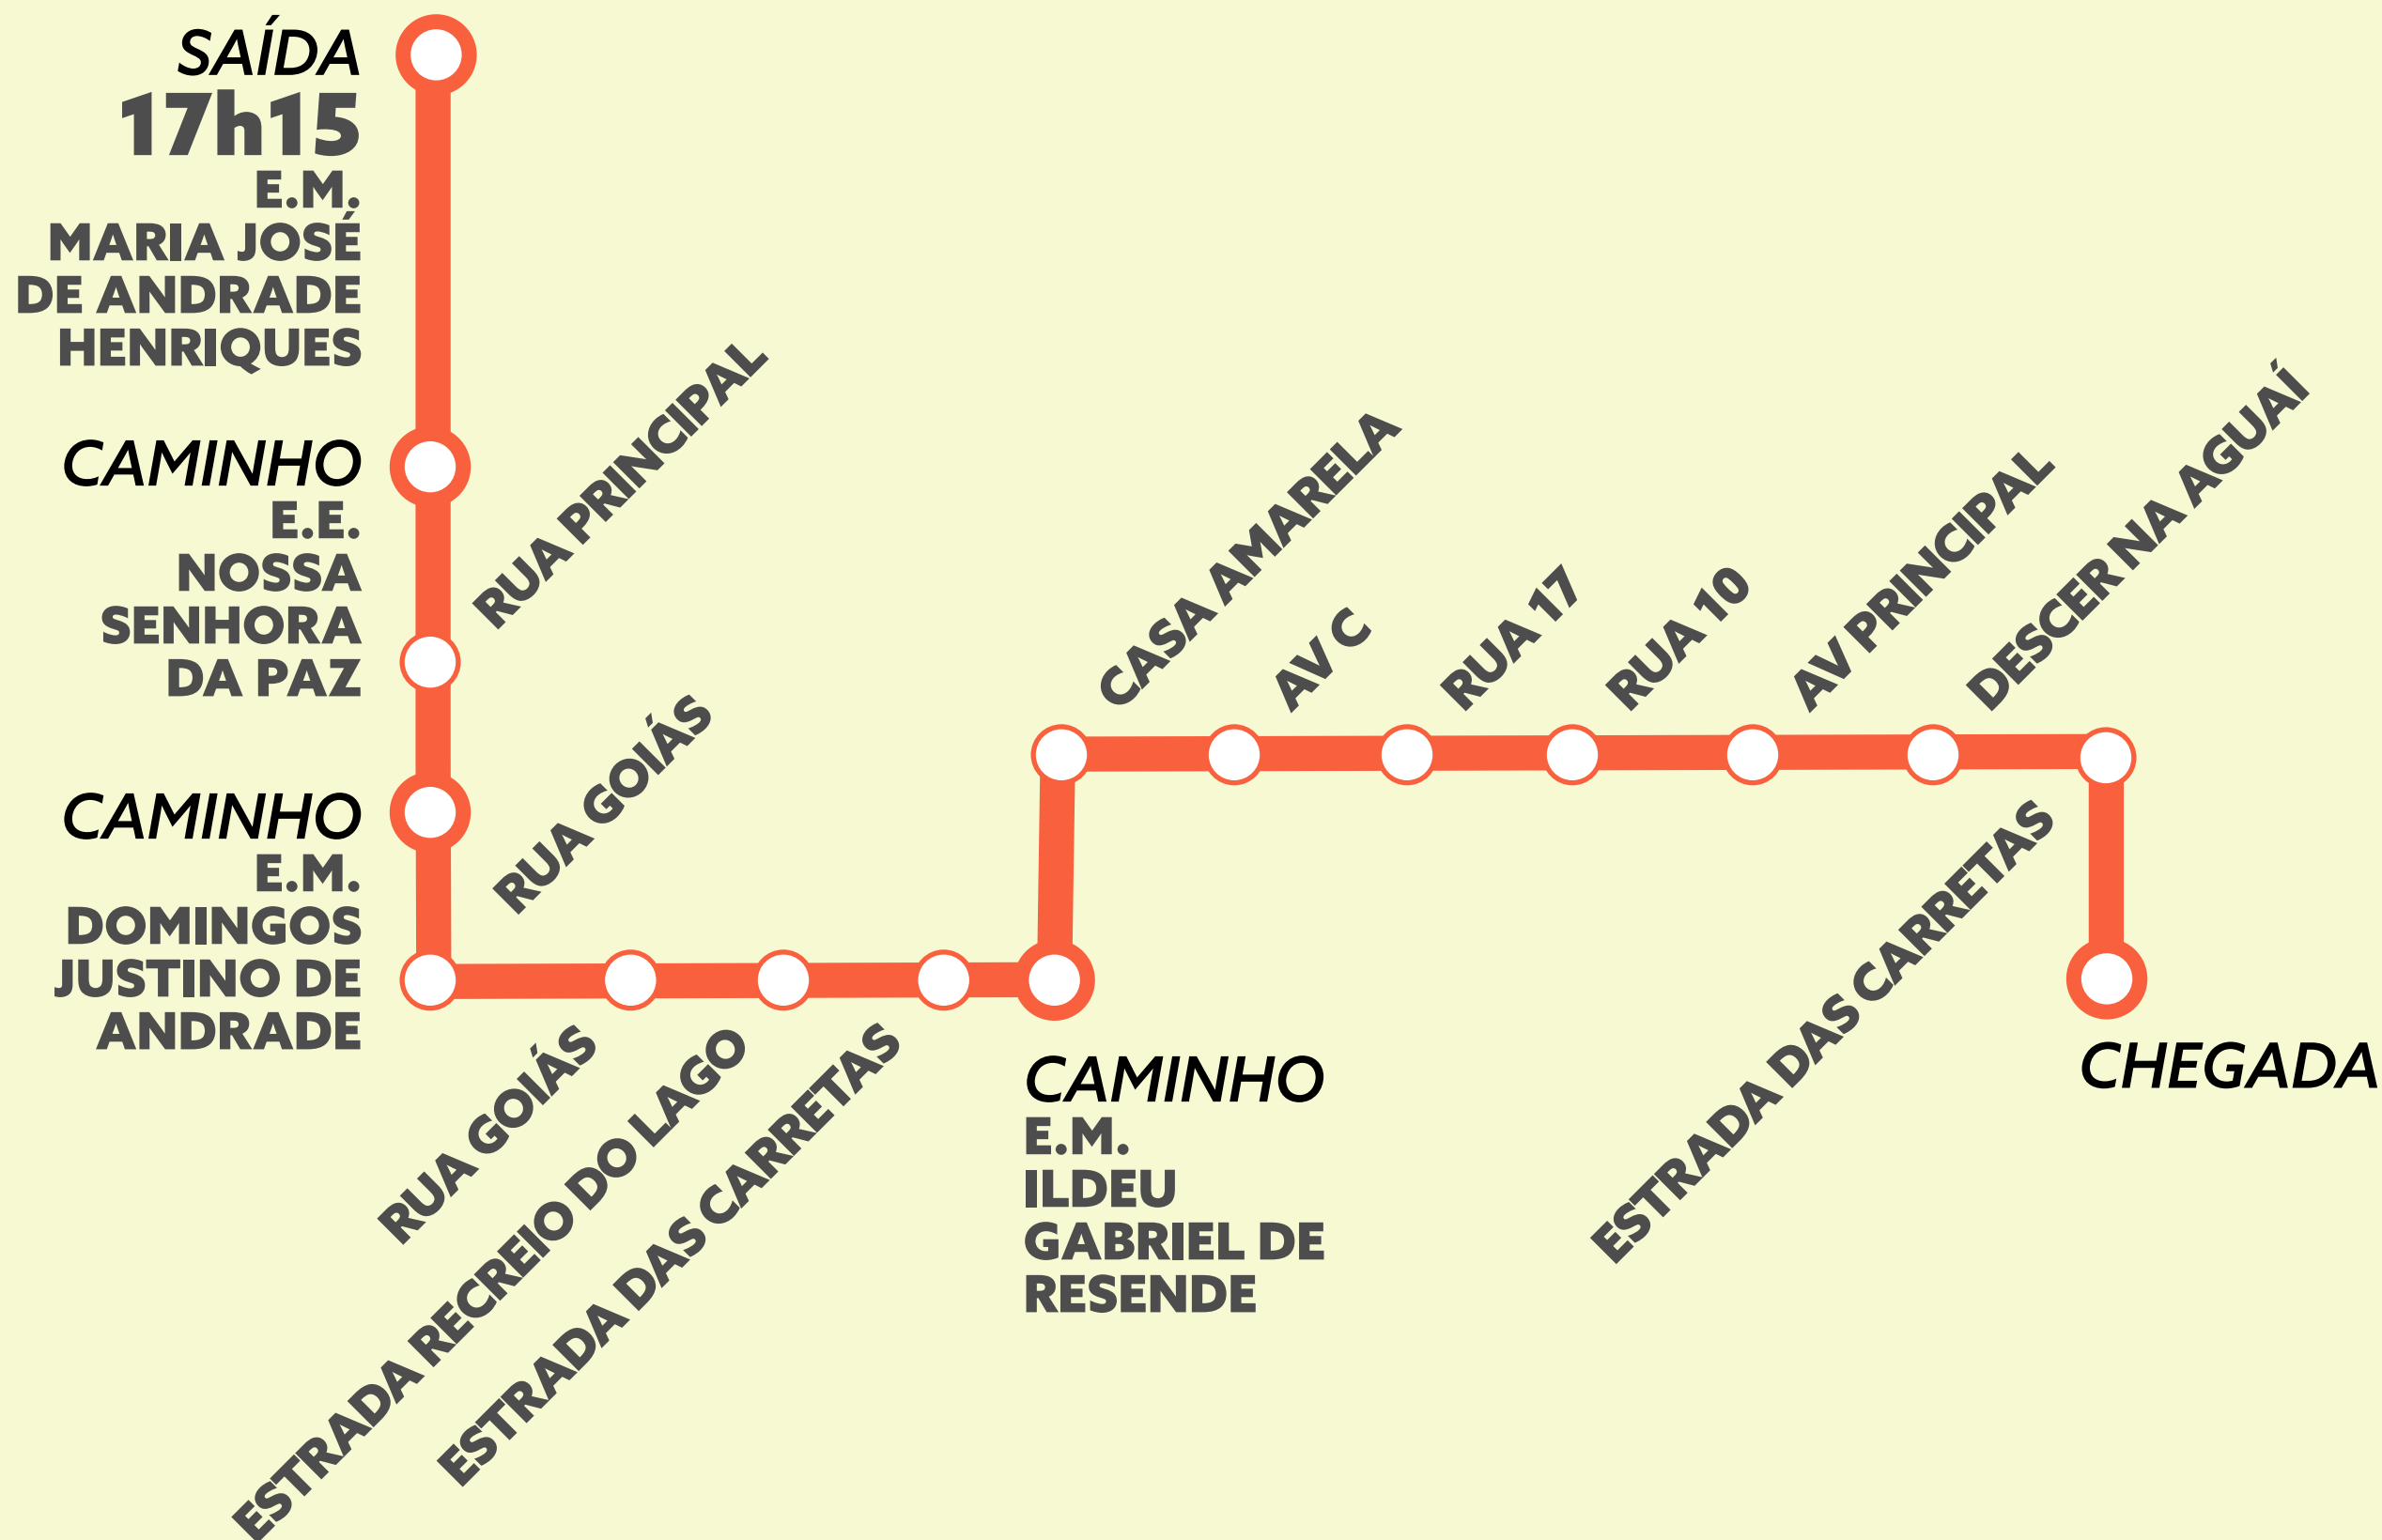 SAÍDA
17h15
E.M.
MARIA JOSÉ
DE ANDRADE
HENRIQUES
CAMINHO
E.E.
NOSSA
SENHORA
DA PAZ
RUA PRINCIPAL
CAMINHO
E.M.
DOMINGOS
JUSTINO DE
ANDRADE
RUA GOIÁS
RUA GOIÁS
ESTRADA RECREIO DO LAGO
ESTRADA DAS CARRETAS
CAMINHO
E.M.
ILDEU
GABRIEL DE
RESENDE
CASA AMARELA
AV C
RUA 17
RUA 10
AV PRINCIPAL
DESCER NA AGUAÍ
ESTRADA DAS CARRETAS
CHEGADA